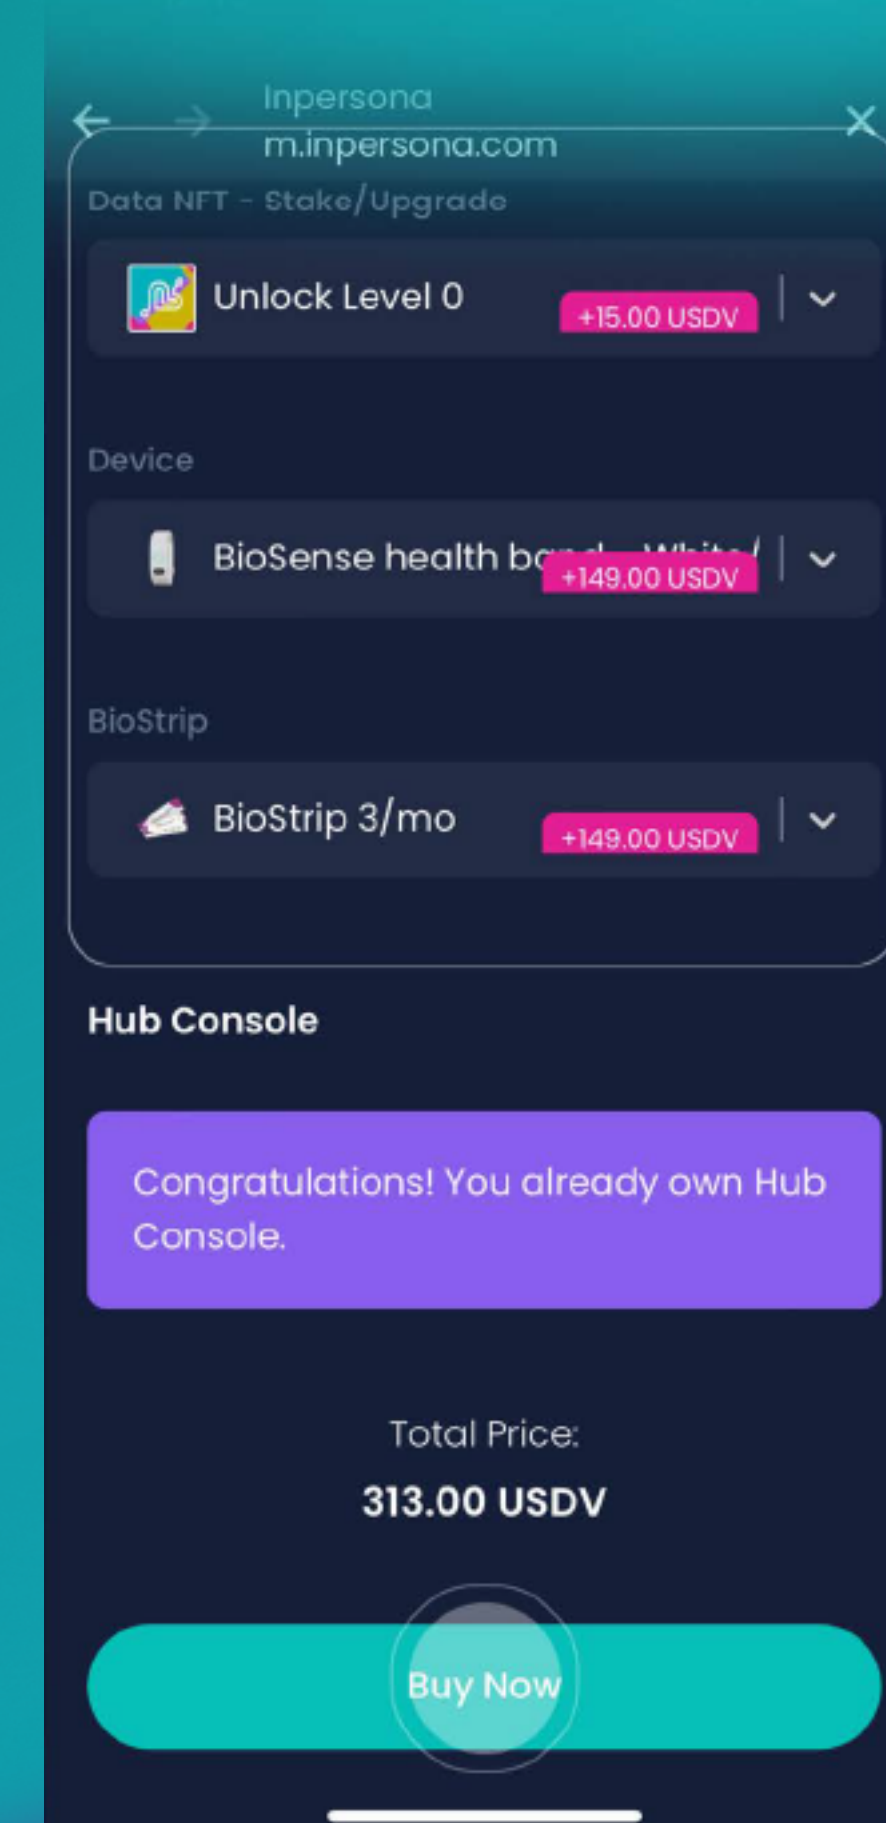 Inpersona
m.inpersona.com
Data NFT - Stake/Upgrade
Unlock Level 0
+15.00 USDV
Device
BioSense health band - White/
+149.00 USDV
BioStrip
BioStrip 3/mo
+149.00 USDV
Hub Console
Congratulations! You already own Hub
Console.
Total Price:
313.00 USDV
Buy Now